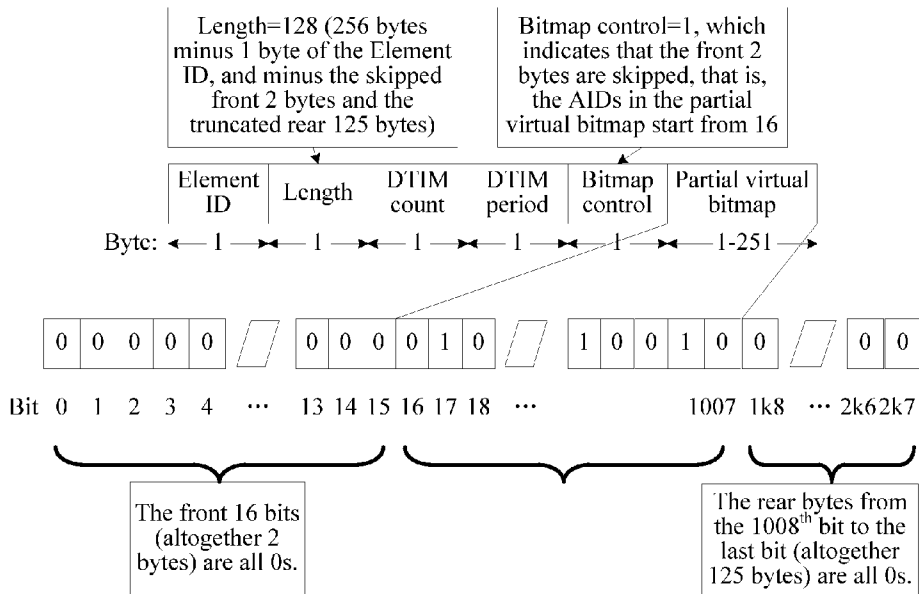 Length=128 (256 bytes
minus 1 byte of the Element
ID, and minus the skipped
front 2 bytes and the
truncated rear 125 bytes)
Bitmap control=1, which
indicates that the front 2
bytes are skipped, that is,
the AIDs in the partial
virtual bitmap start from 16
Element ID
Length
DTIM count
DTIM period
Bitmap control
Partial virtual bitmap
Byte: 1 1 1 1 1 1-251
0 0 0 0 0 0 0 0 0 1 0 1 0 0 1 0 0 0 0
Bit 0 1 2 3 4 ... 13 14 15 16 17 18 ... 1007 1k8 ... 2k6 2k7
The front 16 bits
(altogether 2
bytes) are all 0s.
The rear bytes from
the 1008th bit to the
last bit (altogether
125 bytes) are all 0s.